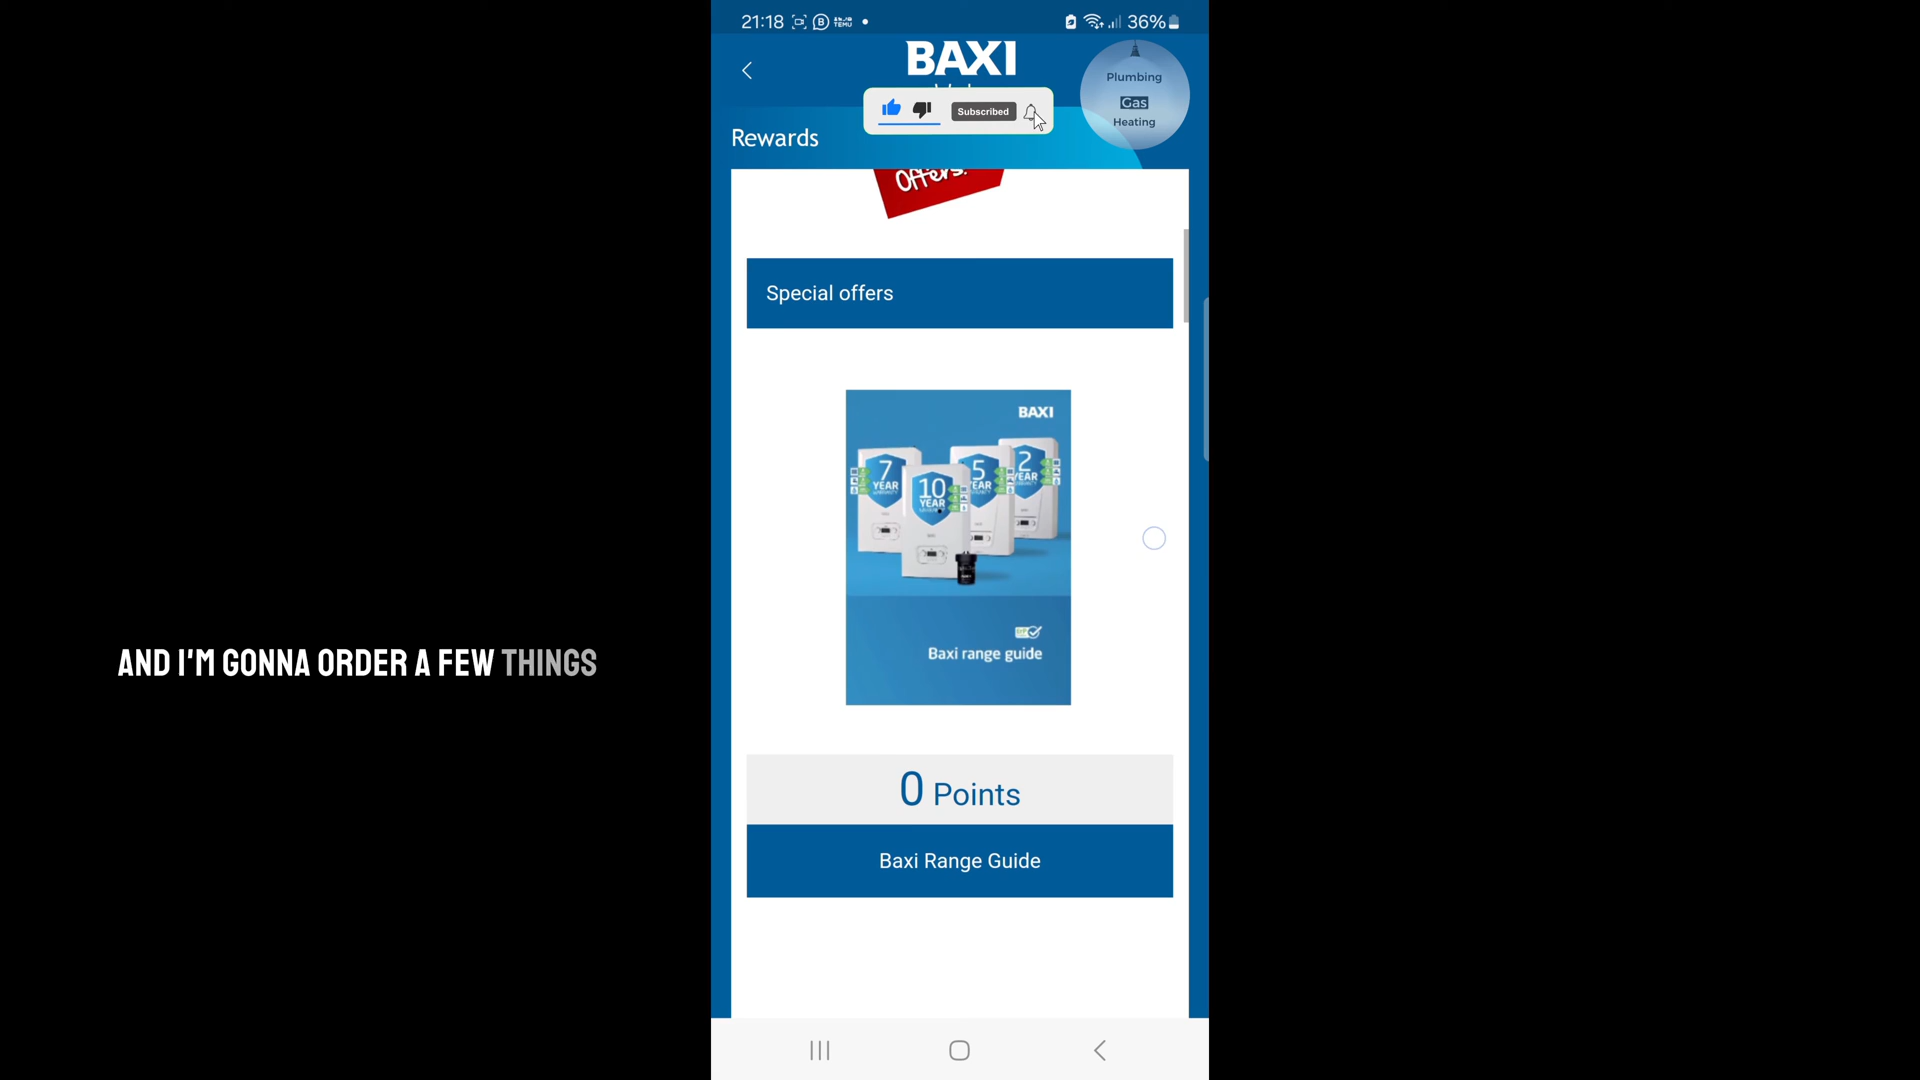 21:18
36%
BAXI
Plumbing
Gas
Heating
Subscribed
Rewards
Offers!
Special offers
BAXI
7
YEAR
10
YEAR
5
YEAR
2
YEAR
Baxi range guide
0 Points
Baxi Range Guide
AND I'M GONNA ORDER A FEW THINGS